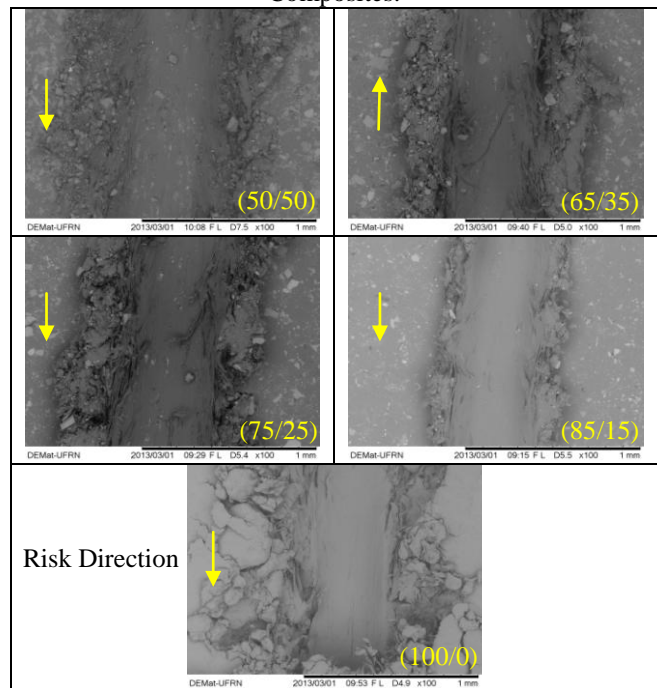 Composites.
(50/50)
DEMat-UFRN 2013/03/01 10:08 F L D7.5 x100 1 mm
(65/35)
DEMat-UFRN 2013/03/01 09:40 F L D5.0 x100 1 mm
(75/25)
DEMat-UFRN 2013/03/01 09:29 F L D5.4 x100 1 mm
(85/15)
DEMat-UFRN 2013/03/01 09:15 F L D5.5 x100 1 mm
Risk Direction
(100/0)
DEMat-UFRN 2013/03/01 09:53 F L D4.9 x100 1 mm